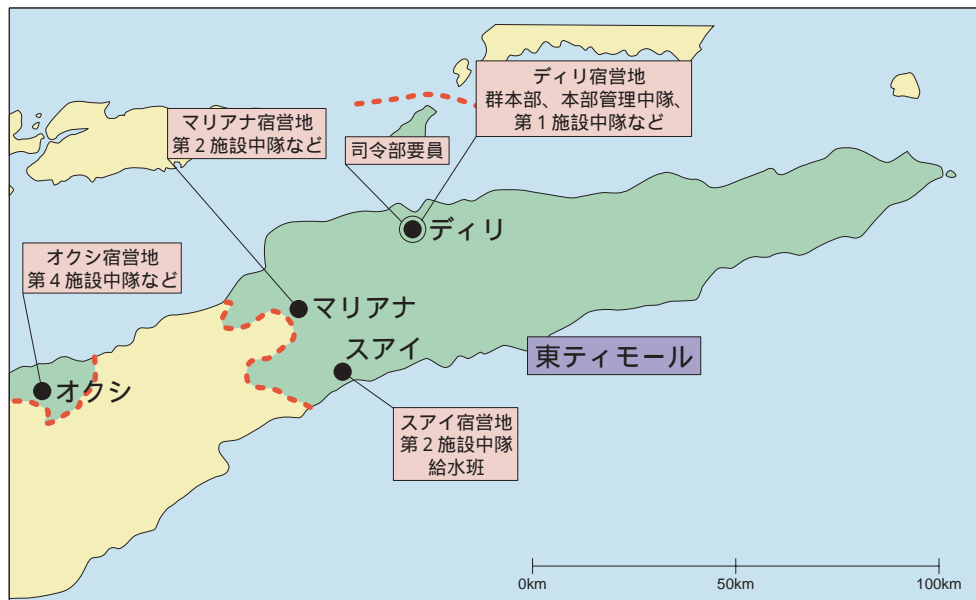 ディリ宿営地
群本部、本部管理中隊、
第1施設中隊など
マリアナ宿営地
第2施設中隊など
司令部要員
ディリ
オクシ宿営地
第4施設中隊など
マリアナ
スアイ
東ティモール
オクシ
スアイ宿営地
第2施設中隊
給水班
0km
50km
100km